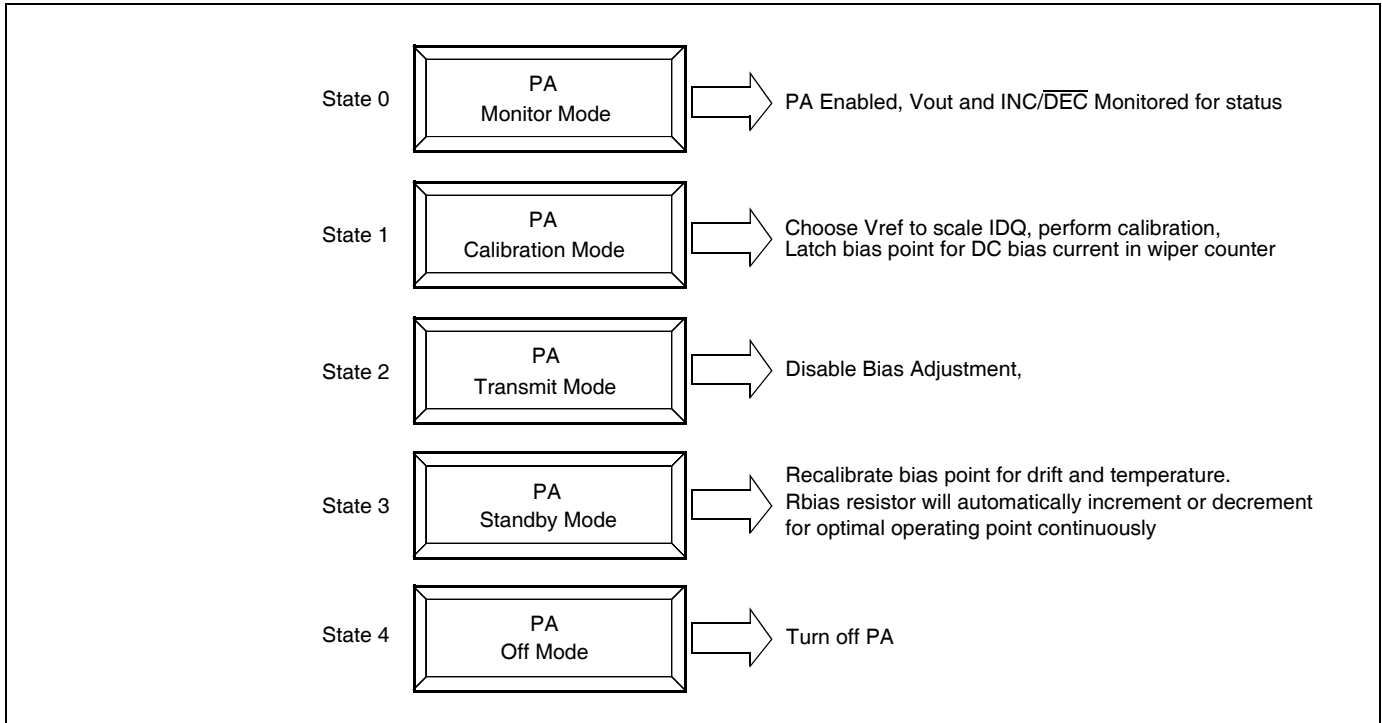 State 0
PA
Monitor Mode
PA Enabled, Vout and INC/D̅E̅C̅ Monitored for status
State 1
PA
Calibration Mode
Choose Vref to scale IDQ, perform calibration,
Latch bias point for DC bias current in wiper counter
State 2
PA
Transmit Mode
Disable Bias Adjustment,
State 3
PA
Standby Mode
Recalibrate bias point for drift and temperature.
Rbias resistor will automatically increment or decrement
for optimal operating point continuously
State 4
PA
Off Mode
Turn off PA